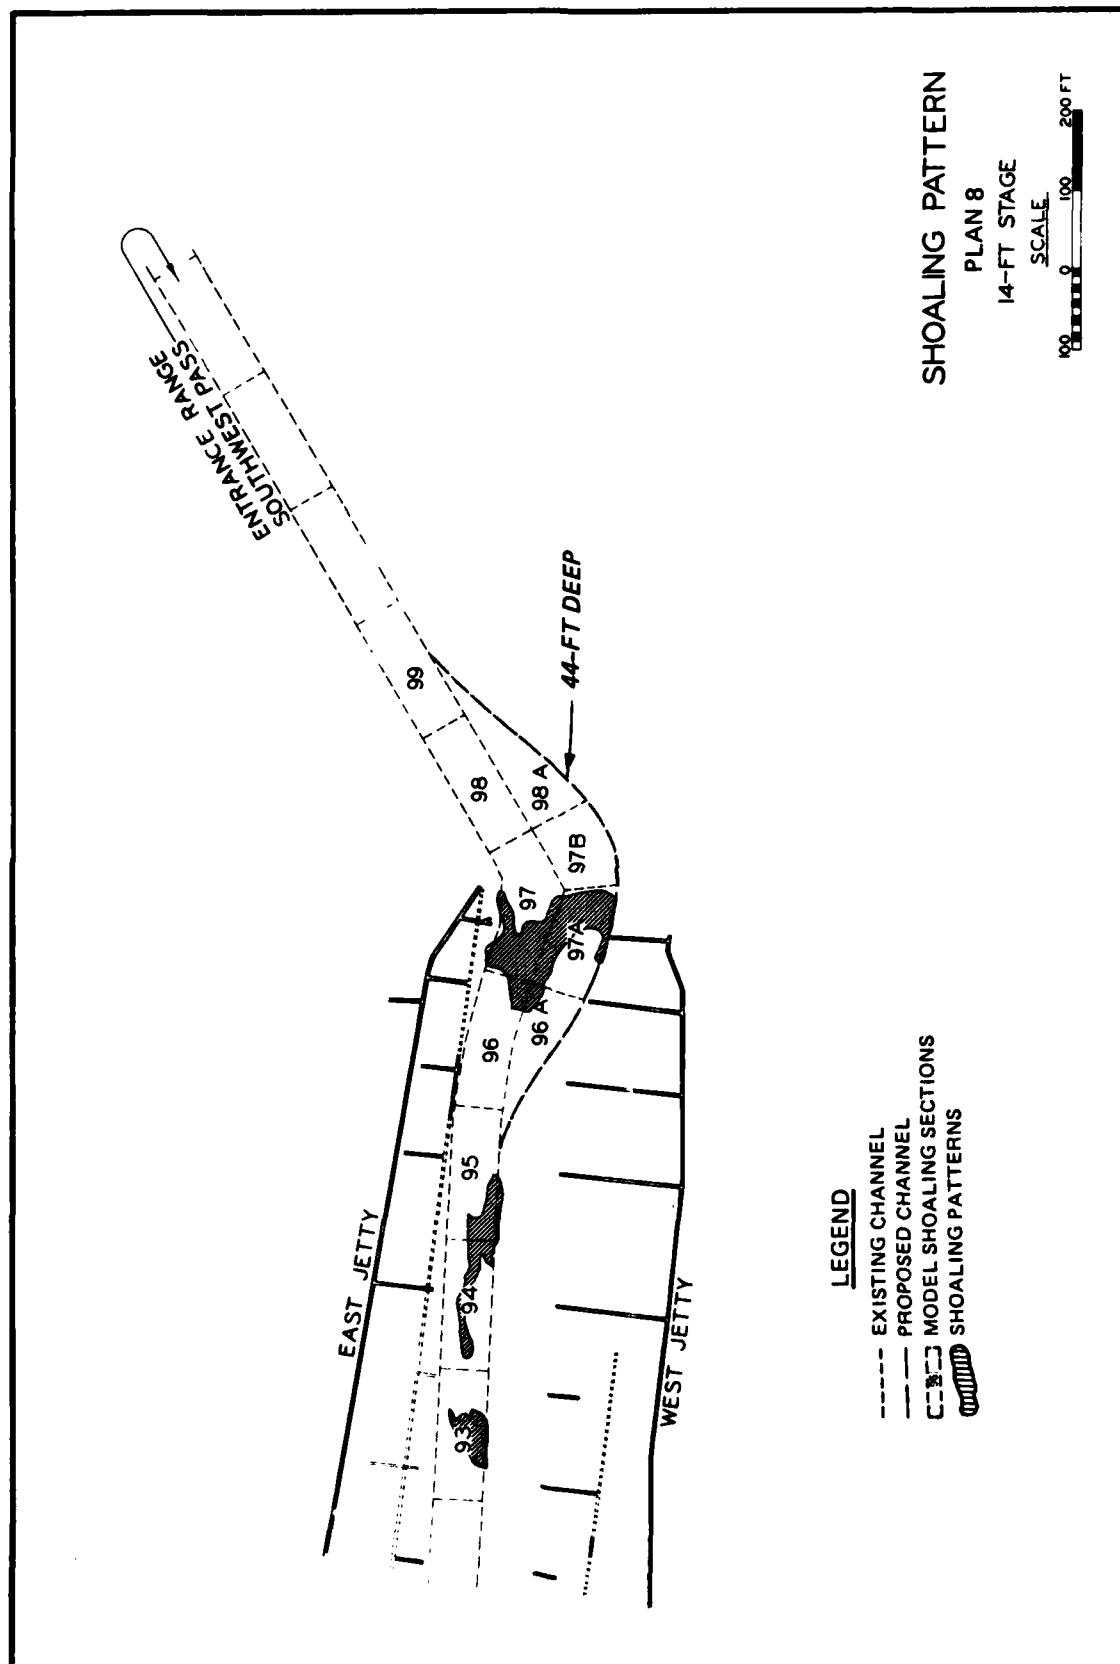 ENTRANCE RANGE
SOUTHWEST PASS
EAST JETTY
93
94
95
96
96 A
97
97 A
97B
98
98 A
99
44-FT DEEP
WEST JETTY
LEGEND
EXISTING CHANNEL
PROPOSED CHANNEL
MODEL SHOALING SECTIONS
SHOALING PATTERNS
SHOALING PATTERN
PLAN 8
14-FT STAGE
SCALE
100 0 100 200 FT